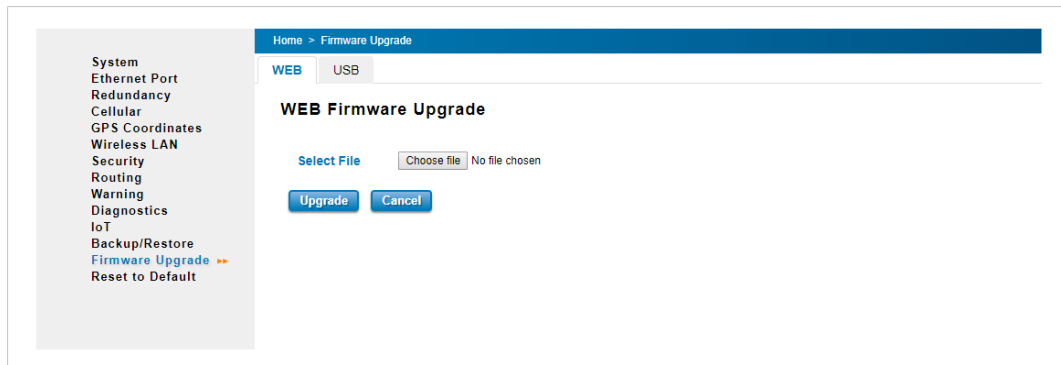 Home > Firmware Upgrade
System
Ethernet Port
Redundancy
Cellular
GPS Coordinates
Wireless LAN
Security
Routing
Warning
Diagnostics
IoT
Backup/Restore
Firmware Upgrade
Reset to Default
WEB USB
WEB Firmware Upgrade
Select File Choose file No file chosen
Upgrade Cancel